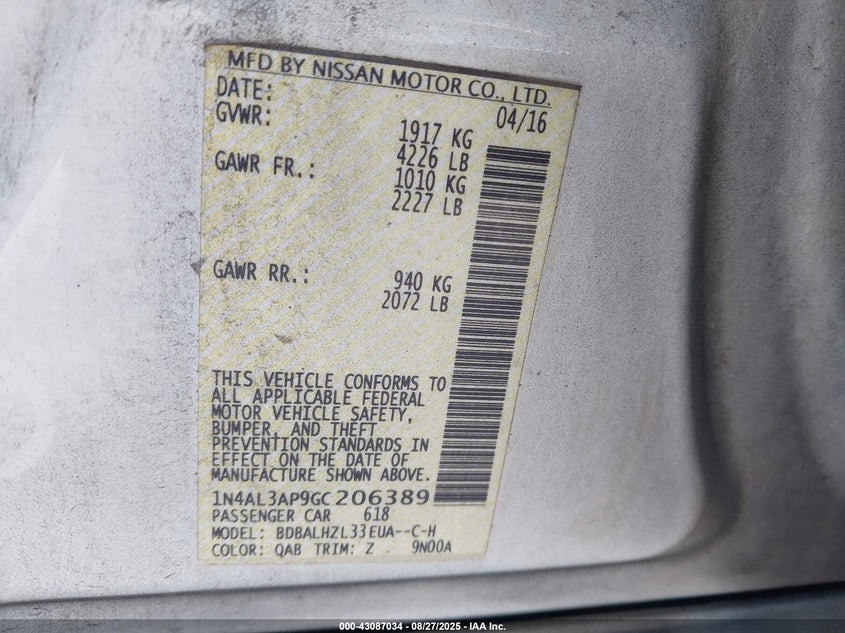 MFD BY NISSAN MOTOR CO., LTD.
DATE: 04/16
GVWR: 1917 KG
4226 LB
GAWR FR.: 1010 KG
2227 LB
GAWR RR.: 940 KG
2072 LB
THIS VEHICLE CONFORMS TO
ALL APPLICABLE FEDERAL
MOTOR VEHICLE SAFETY,
BUMPER, AND THEFT
PREVENTION STANDARDS IN
EFFECT ON THE DATE OF
MANUFACTURE SHOWN ABOVE.
1N4AL3AP9GC206389
PASSENGER CAR 618
MODEL: BDBALHZL33EUA--C-H
COLOR: QAB TRIM: Z 9N00A
000-43087034 - 08/27/2025 - IAA Inc.